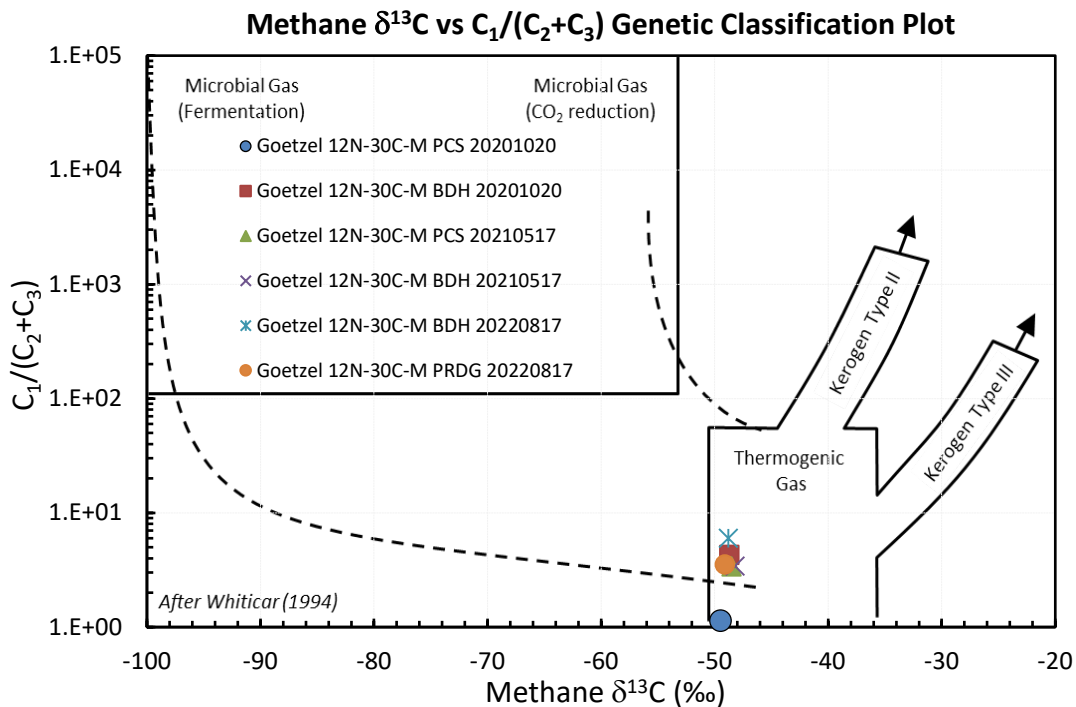 Methane δ¹³C vs C₁/(C₂+C₃) Genetic Classification Plot
C₁/(C₂+C₃)
1.E+05
1.E+04
1.E+03
1.E+02
1.E+01
1.E+00
Microbial Gas
(Fermentation)
Microbial Gas
(CO₂ reduction)
Goetzel 12N-30C-M PCS 20201020
Goetzel 12N-30C-M BDH 20201020
Goetzel 12N-30C-M PCS 20210517
Goetzel 12N-30C-M BDH 20210517
Goetzel 12N-30C-M BDH 20220817
Goetzel 12N-30C-M PRDG 20220817
Kerogen Type II
Kerogen Type III
Thermogenic
Gas
After Whiticar (1994)
-100 -90 -80 -70 -60 -50 -40 -30 -20
Methane δ¹³C (‰)